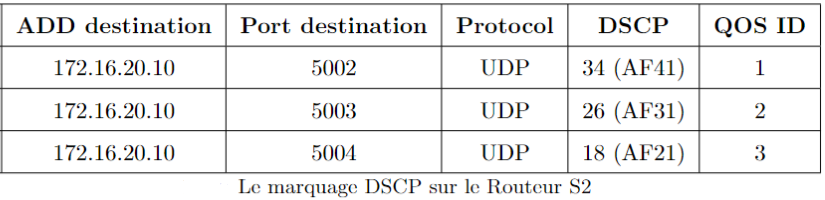 ADD destination Port destination Protocol DSCP QOS ID
172.16.20.10 5002 UDP 34 (AF41) 1
172.16.20.10 5003 UDP 26 (AF31) 2
172.16.20.10 5004 UDP 18 (AF21) 3
Le marquage DSCP sur le Routeur S2